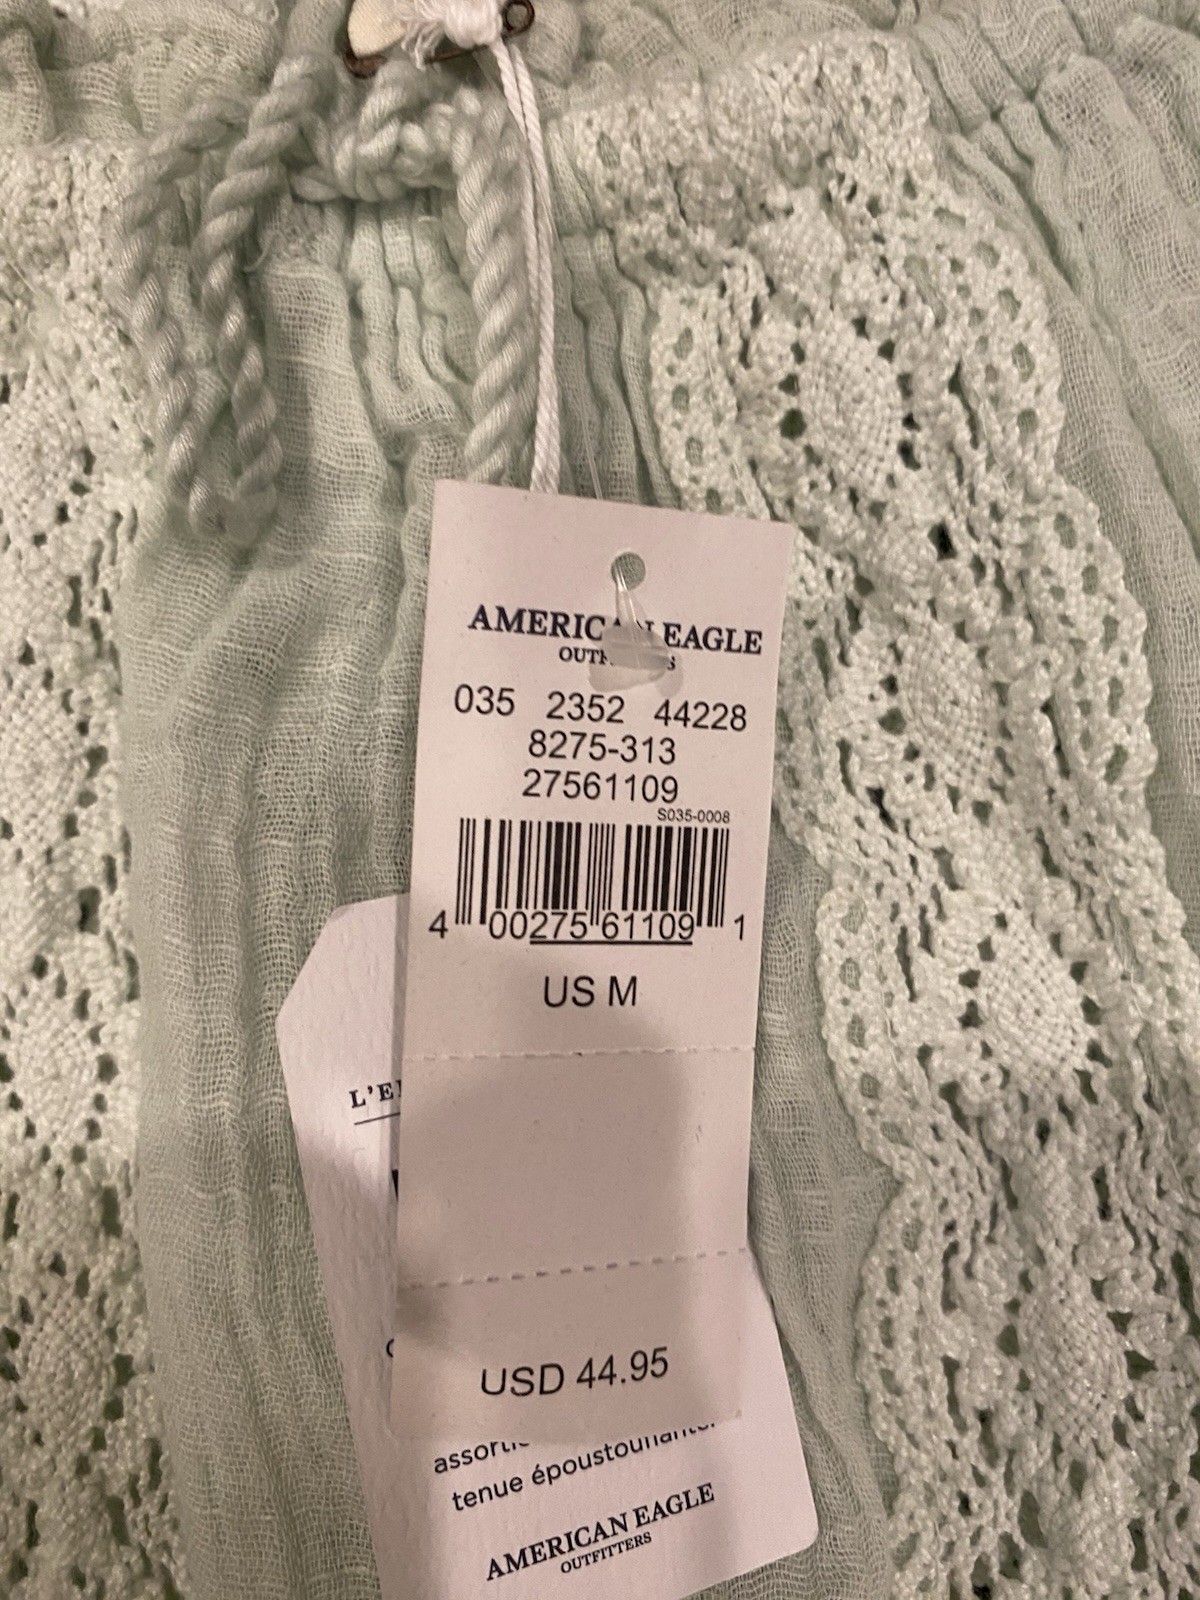 AMERICAN EAGLE
OUTFITTERS
035 2352 44228
8275-313
27561109
S035-0008
4 00275 61109 1
US M
USD 44.95
tenue
AMERICAN EAGLE
OUTFITTERS